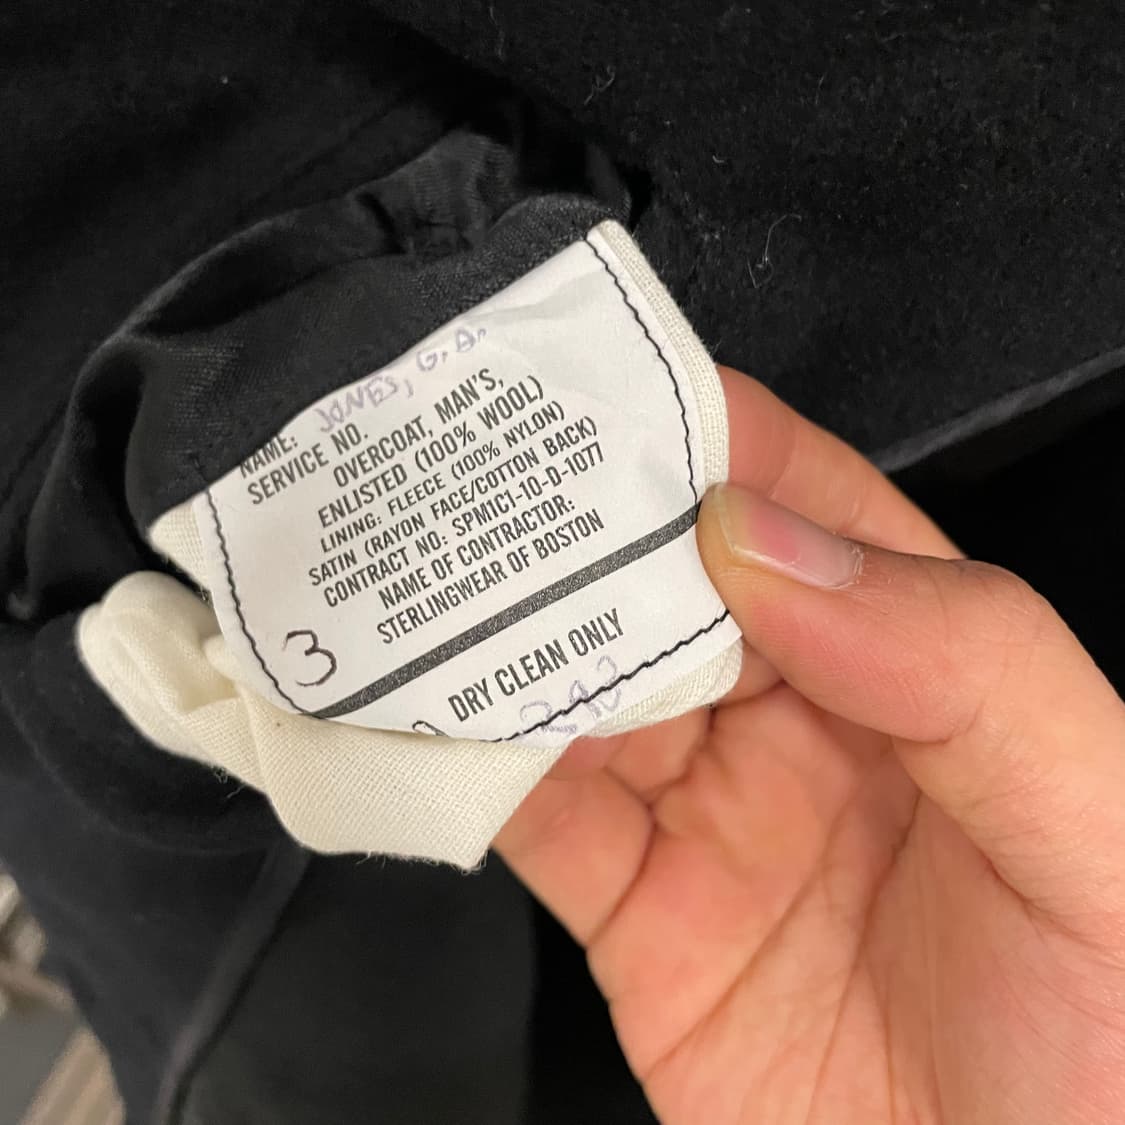 NAME: JONES, G. A.
SERVICE NO.
OVERCOAT, MAN'S,
ENLISTED (100% WOOL)
LINING: FLEECE (100% NYLON)
SATIN (RAYON FACE/COTTON BACK)
CONTRACT NO: SPM1C1-10-D-1077
NAME OF CONTRACTOR:
STERLINGWEAR OF BOSTON
3
DRY CLEAN ONLY